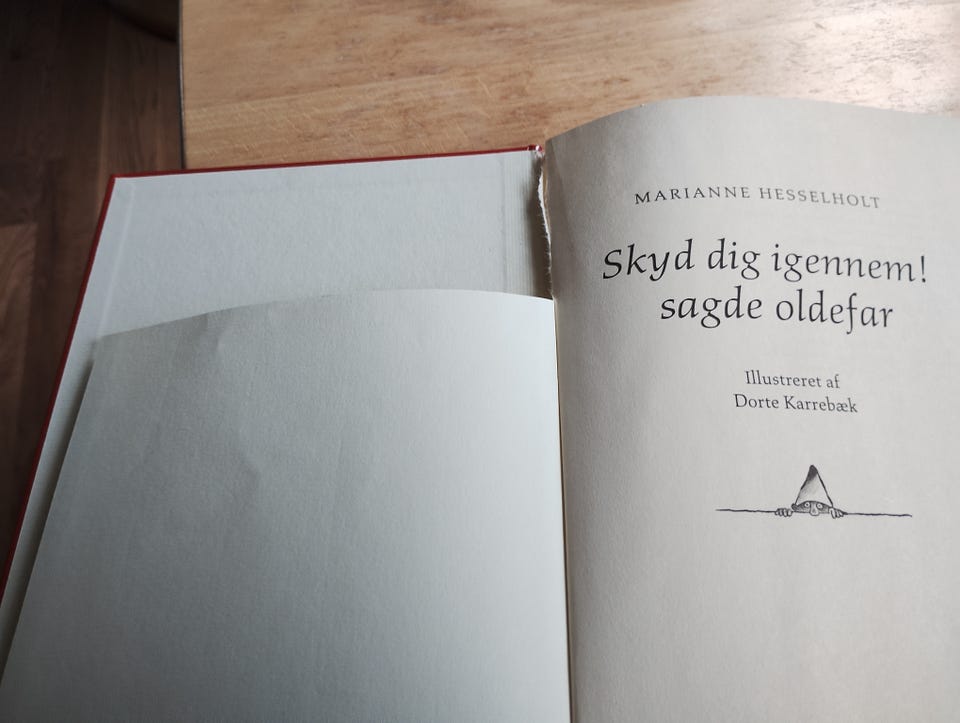 MARIANNE HESSELHOLT
Skyd dig igennem!
sagde oldefar
Illustreret af
Dorte Karrebæk